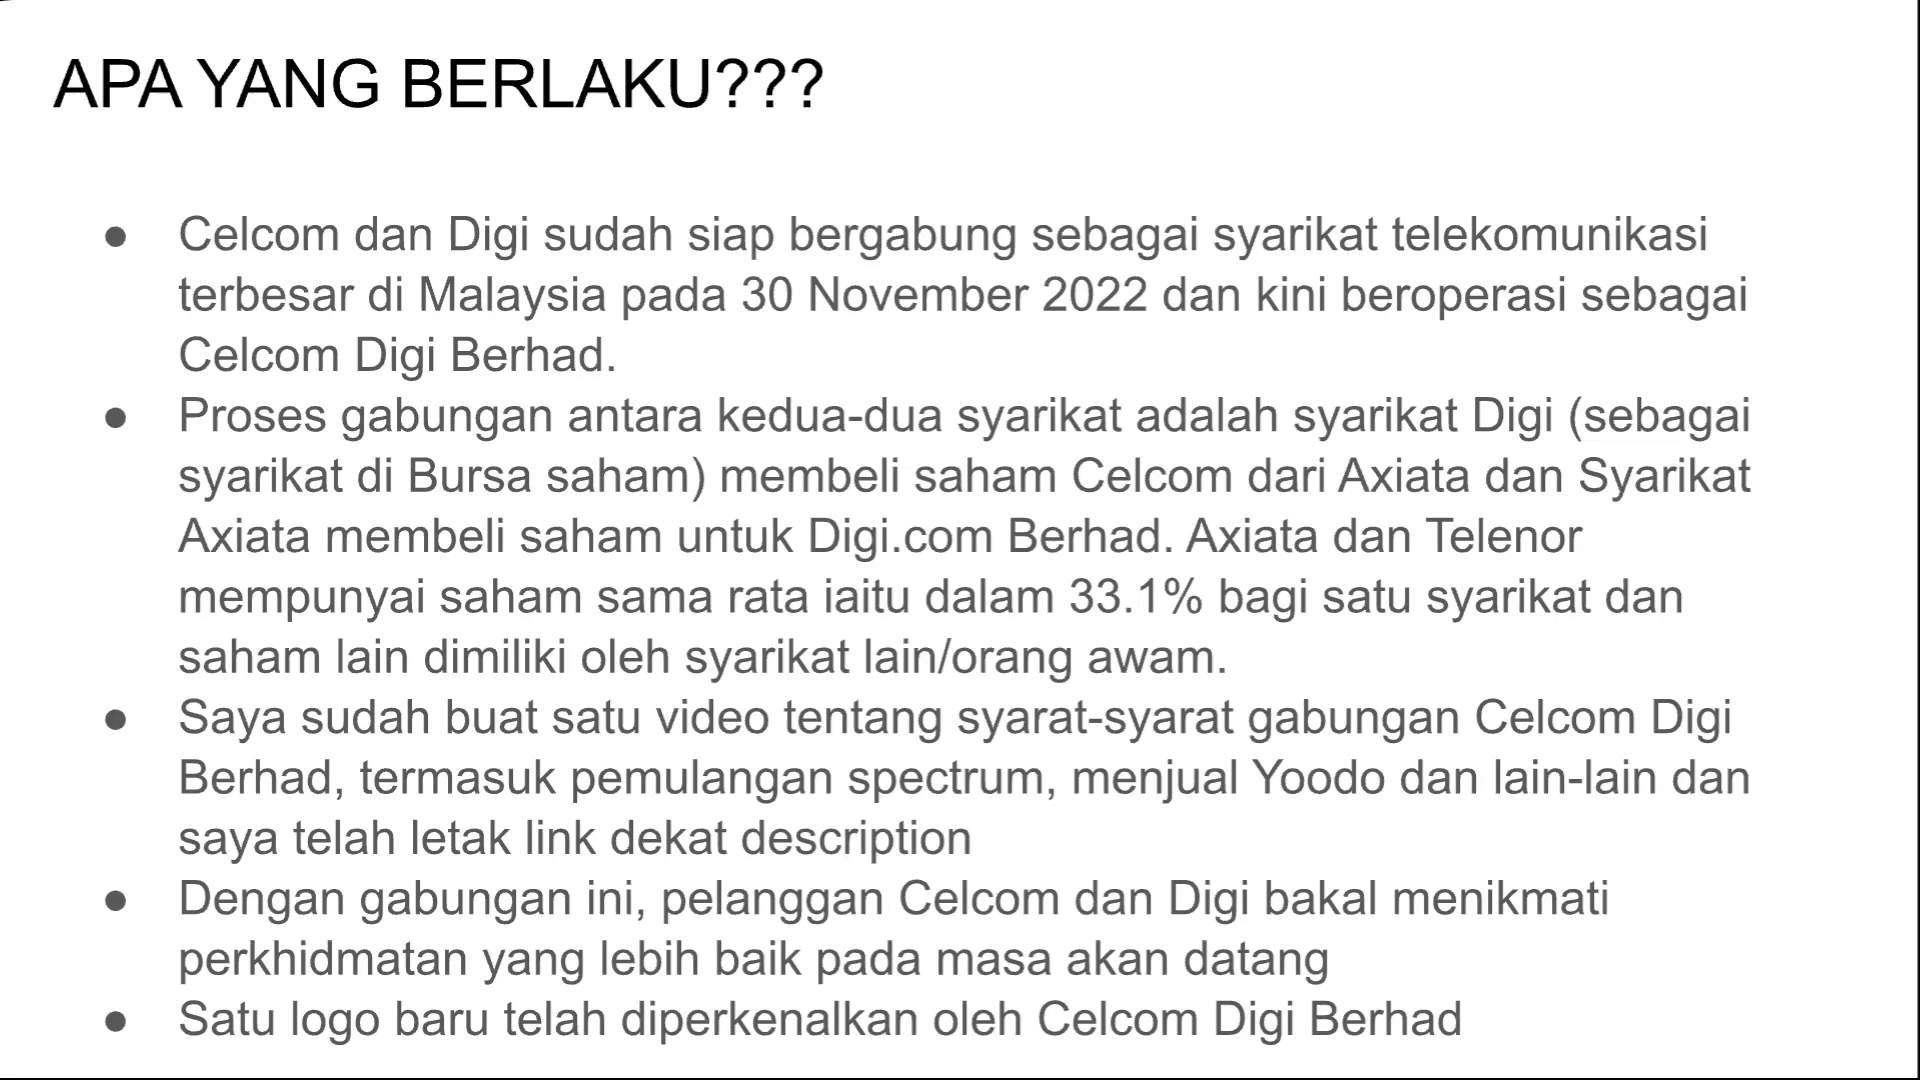 APA YANG BERLAKU???
● Celcom dan Digi sudah siap bergabung sebagai syarikat telekomunikasi
terbesar di Malaysia pada 30 November 2022 dan kini beroperasi sebagai
Celcom Digi Berhad.
● Proses gabungan antara kedua-dua syarikat adalah syarikat Digi (sebagai
syarikat di Bursa saham) membeli saham Celcom dari Axiata dan Syarikat
Axiata membeli saham untuk Digi.com Berhad. Axiata dan Telenor
mempunyai saham sama rata iaitu dalam 33.1% bagi satu syarikat dan
saham lain dimiliki oleh syarikat lain/orang awam.
● Saya sudah buat satu video tentang syarat-syarat gabungan Celcom Digi
Berhad, termasuk pemulangan spectrum, menjual Yoodo dan lain-lain dan
saya telah letak link dekat description
● Dengan gabungan ini, pelanggan Celcom dan Digi bakal menikmati
perkhidmatan yang lebih baik pada masa akan datang
● Satu logo baru telah diperkenalkan oleh Celcom Digi Berhad